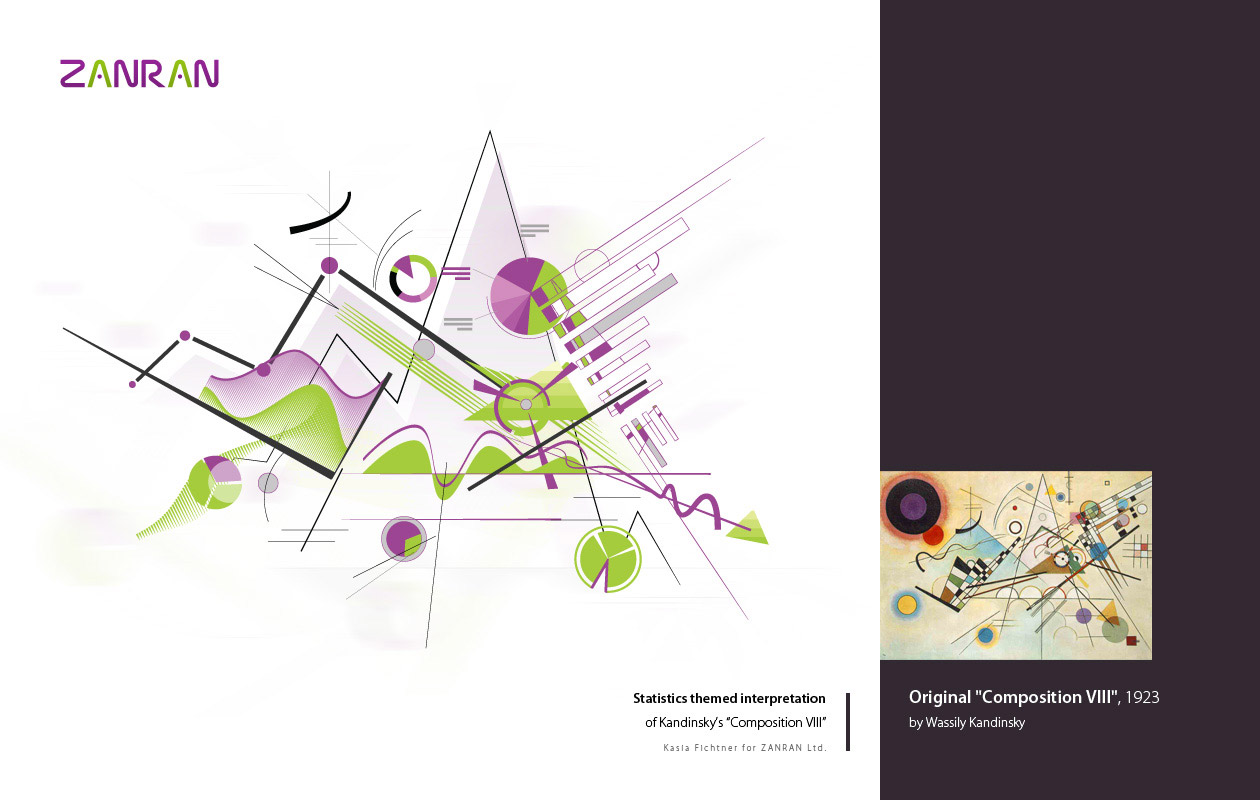 ZANRAN
Statistics themed interpretation
of Kandinsky's “Composition VIII”
Kasia Fichtner for ZANRAN Ltd.
Original "Composition VIII", 1923
by Wassily Kandinsky